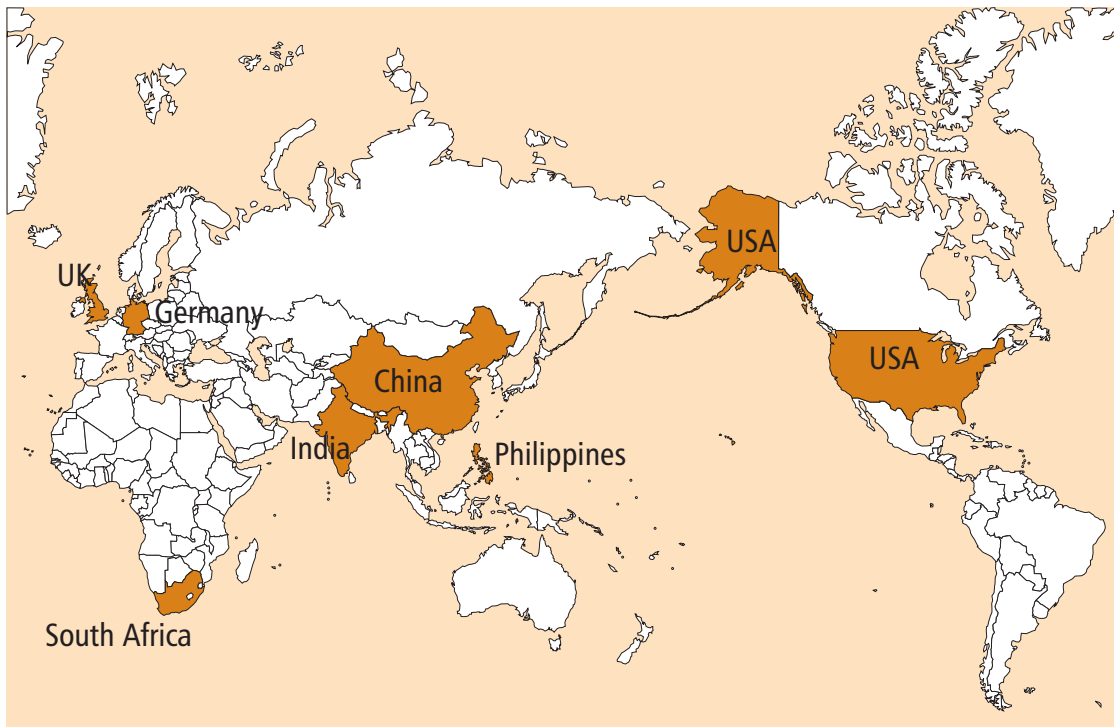 USA
UK
Germany
USA
China
India
Philippines
South Africa